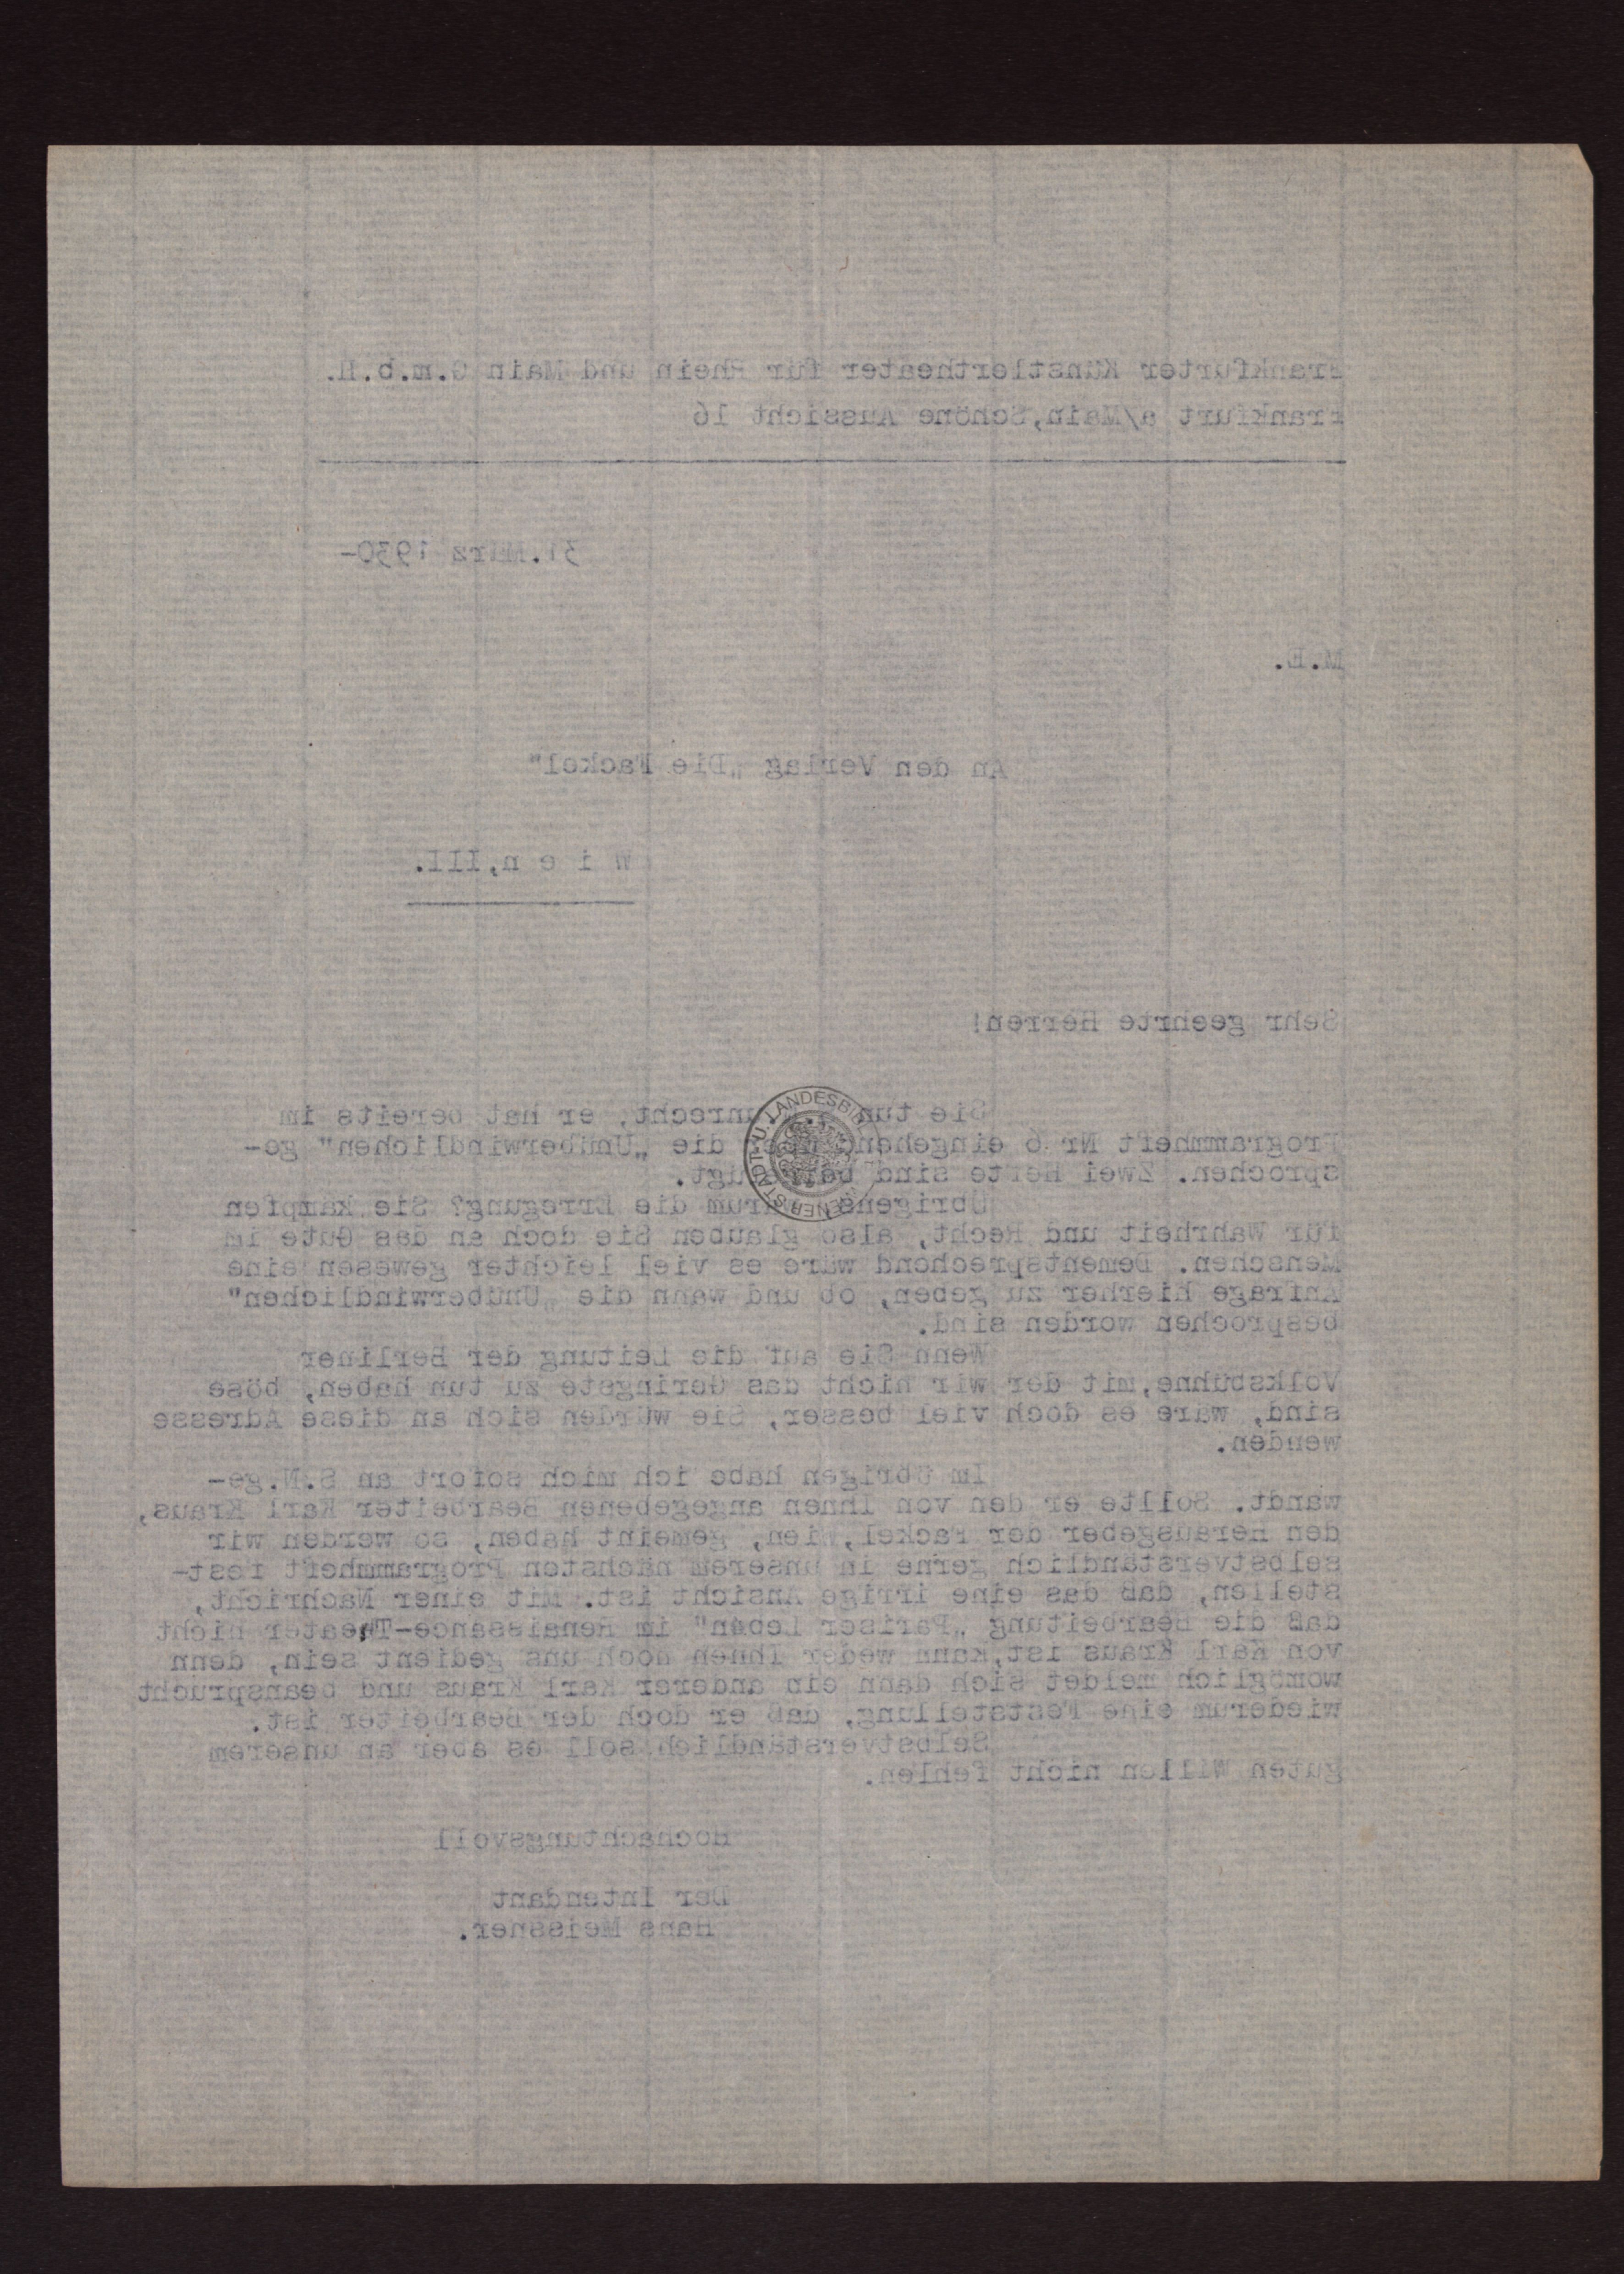 Frankfurter Künstlertheater für Rhein und Main G.m.b.H.
Frankfurt a/Main,Schöne Aussicht 16
31.März 1930-
M.E.
An den Verlag „Die Fackel"
W i e n,III.
Sehr geehrte Herren!
Sie tun unrecht, er hat bereits im
Programmheft Nr 6 eingehend die „Unüberwindlichen" ge-
sprochen. Zwei Hefte sind beigefügt.
Übrigens warum die Erregung? Sie kämpfen
für Wahrheit und Recht, also glauben Sie doch an das Gute im
Menschen. Dementsprechend wäre es viel leichter gewesen eine
Anfrage hierher zu geben, ob und wann die „Unüberwindlichen"
besprochen worden sind.
Wenn Sie auf die Leitung der Berliner
Volksbühne,mit der wir nicht das Geringste zu tun haben, böse
sind, wäre es doch viel besser, Sie würden sich an diese Adresse
wenden.
Im übrigen habe ich mich sofort an S.N.ge-
wandt. Sollte er den von Ihnen angegebenen Bearbeiter Karl Kraus,
den Herausgeber der Fackel,Wien, gemeint haben, so werden wir
selbstverständlich gerne in unserem nächsten Programmheft fest-
stellen, daß das eine irrige Ansicht ist. Mit einer Nachricht,
daß die Bearbeitung „Pariser Leben" im Renaissance-Theater nicht
von Karl Kraus ist,kann weder Ihnen noch uns gedient sein, denn
womöglich meldet sich dann ein anderer Karl Kraus und beansprucht
wiederum eine Feststellung, daß er doch der Bearbeiter ist.
Selbstverständlich soll es aber an unserem
guten Willen nicht fehlen.
Hochachtungsvoll
Der Intendant
Hans Meissner.